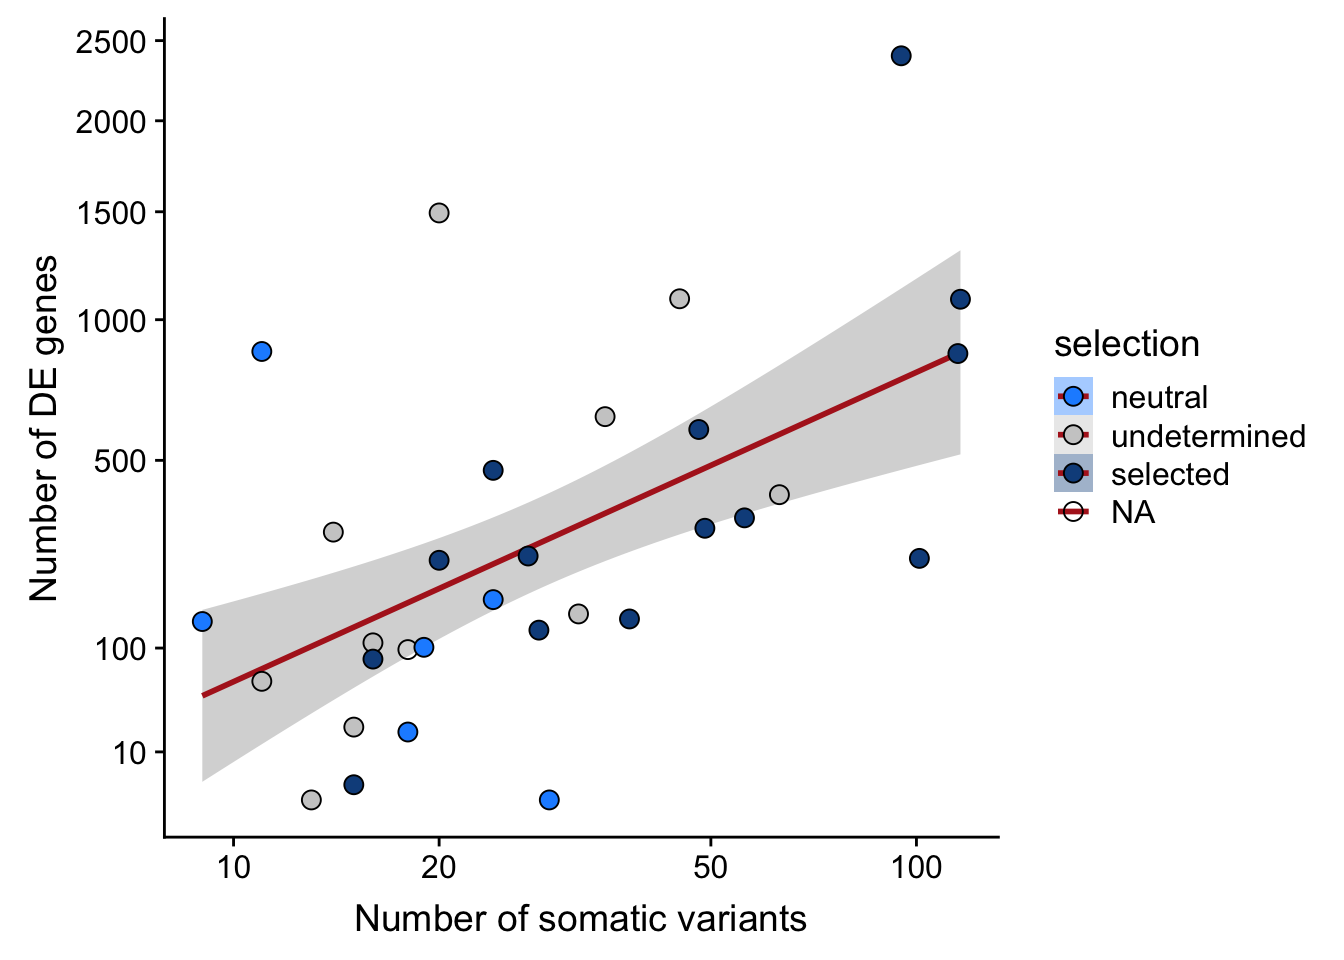 2500
2000
1500
1000
500
100
10
Number of DE genes
10 20 50 100
Number of somatic variants
selection
neutral
undetermined
selected
NA